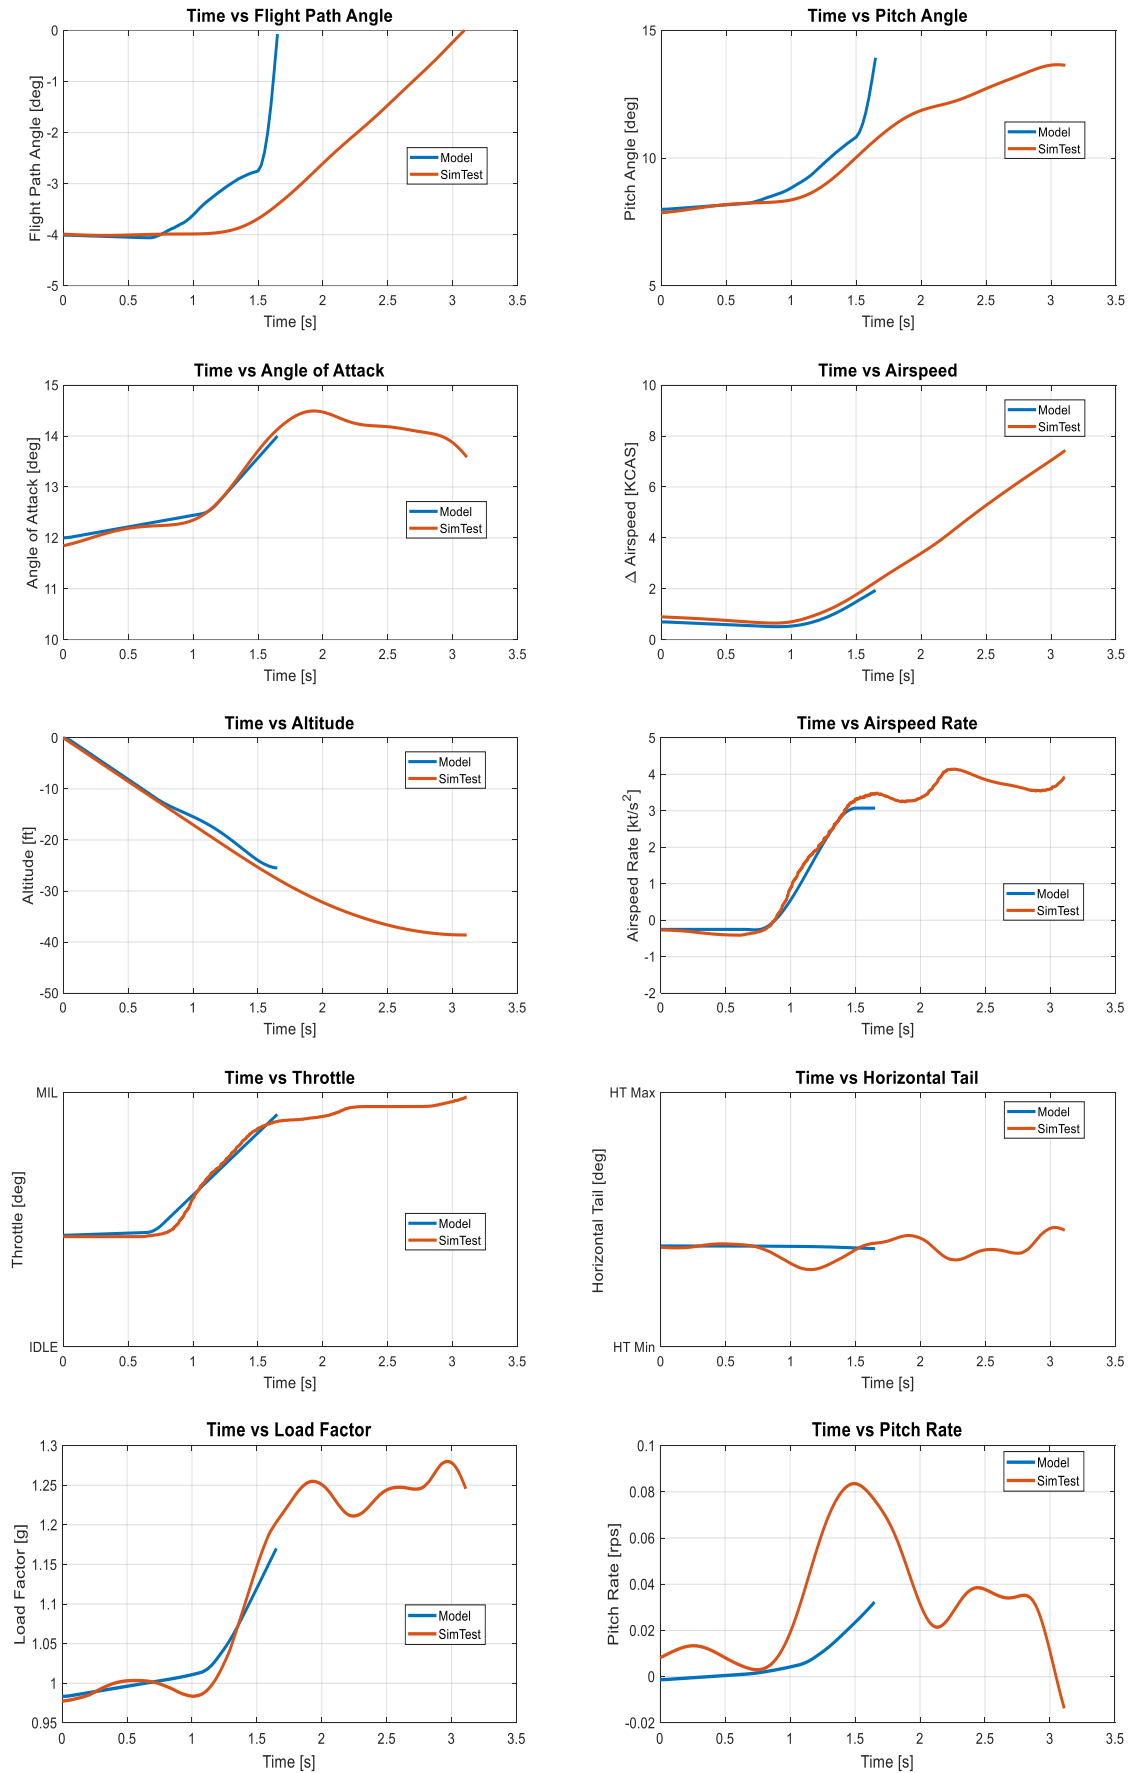 Time vs Flight Path Angle
Flight Path Angle [deg]
0
-1
-2
-3
-4
-5
Model
SimTest
0 0.5 1 1.5 2 2.5 3 3.5
Time [s]
Time vs Pitch Angle
Pitch Angle [deg]
15
10
5
Model
SimTest
0 0.5 1 1.5 2 2.5 3 3.5
Time [s]
Time vs Angle of Attack
Angle of Attack [deg]
15
14
13
12
11
10
Model
SimTest
0 0.5 1 1.5 2 2.5 3 3.5
Time [s]
Time vs Airspeed
Δ Airspeed [KCAS]
10
8
6
4
2
0
Model
SimTest
0 0.5 1 1.5 2 2.5 3 3.5
Time [s]
Time vs Altitude
Altitude [ft]
0
-10
-20
-30
-40
-50
Model
SimTest
0 0.5 1 1.5 2 2.5 3 3.5
Time [s]
Time vs Airspeed Rate
Airspeed Rate [kt/s²]
5
4
3
2
1
0
-1
-2
Model
SimTest
0 0.5 1 1.5 2 2.5 3 3.5
Time [s]
Time vs Throttle
Throttle [deg]
MIL
IDLE
Model
SimTest
0 0.5 1 1.5 2 2.5 3 3.5
Time [s]
Time vs Horizontal Tail
Horizontal Tail [deg]
HT Max
HT Min
Model
SimTest
0 0.5 1 1.5 2 2.5 3 3.5
Time [s]
Time vs Load Factor
Load Factor [g]
1.3
1.25
1.2
1.15
1.1
1.05
1
0.95
Model
SimTest
0 0.5 1 1.5 2 2.5 3 3.5
Time [s]
Time vs Pitch Rate
Pitch Rate [rps]
0.1
0.08
0.06
0.04
0.02
0
-0.02
Model
SimTest
0 0.5 1 1.5 2 2.5 3 3.5
Time [s]